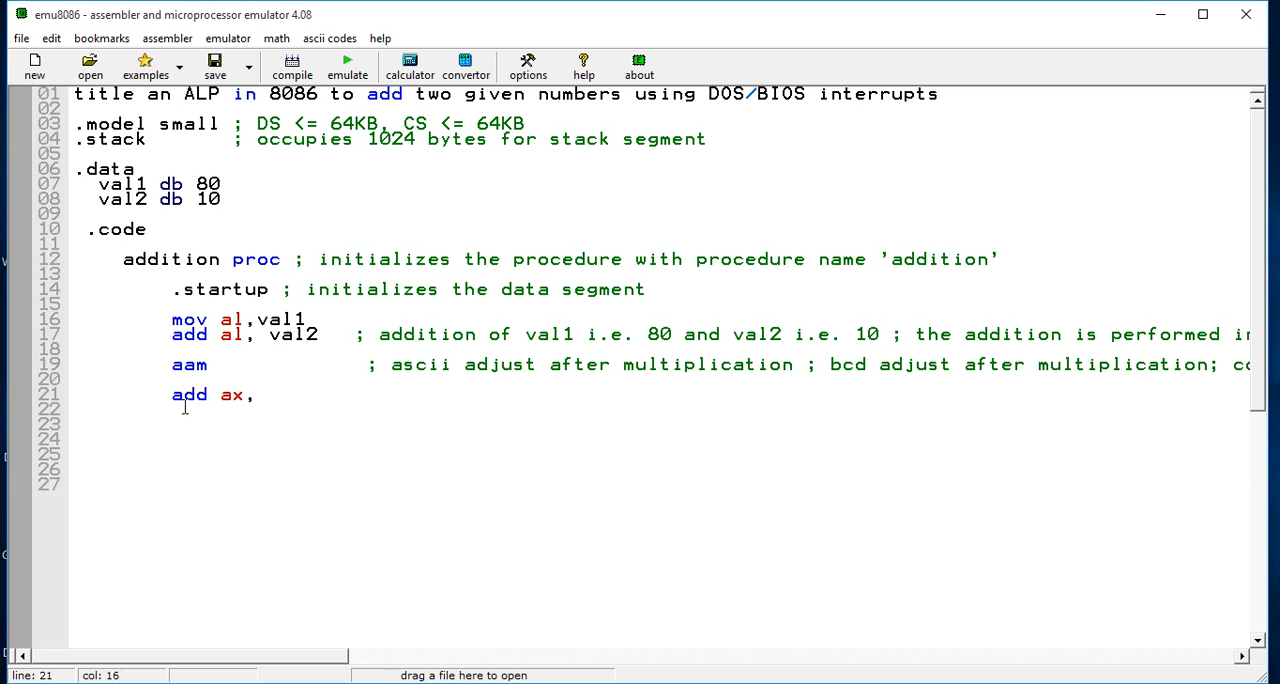 emu8086 - assembler and microprocessor emulator 4.08
file edit bookmarks assembler emulator math ascii codes help
new open examples save compile emulate calculator convertor options help about
01 title an ALP in 8086 to add two given numbers using DOS/BIOS interrupts
02
03 .model small ; DS <= 64KB, CS <= 64KB
04 .stack ; occupies 1024 bytes for stack segment
05
06 .data
07 val1 db 80
08 val2 db 10
09
10 .code
11
12 addition proc ; initializes the procedure with procedure name 'addition'
13
14 .startup ; initializes the data segment
15
16 mov al,val1
17 add al, val2 ; addition of val1 i.e. 80 and val2 i.e. 10 ; the addition is performed
18
19 aam ; ascii adjust after multiplication ; bcd adjust after multiplication;
20
21 add ax,
22
23
24
25
26
27
line: 21 col: 16 drag a file here to open